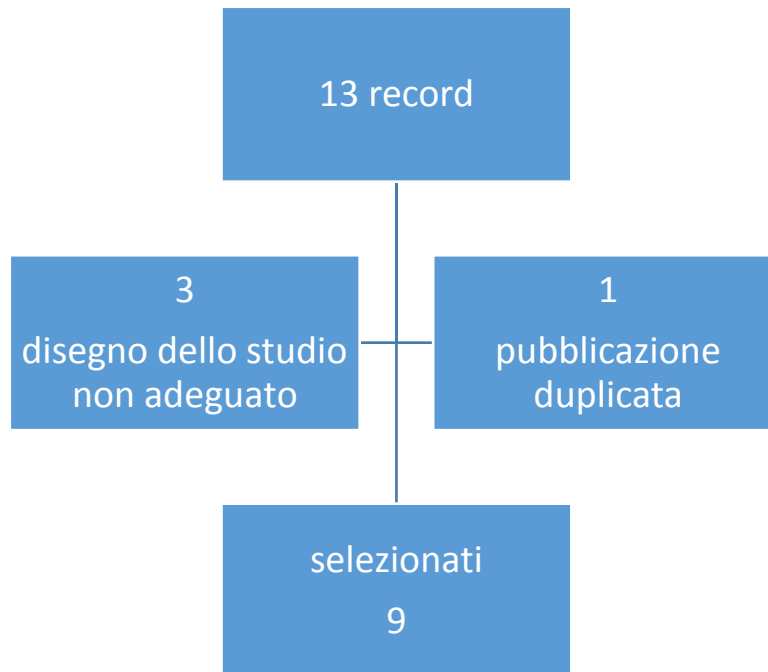 13 record
3
disegno dello studio
non adeguato
1
pubblicazione
duplicata
selezionati
9